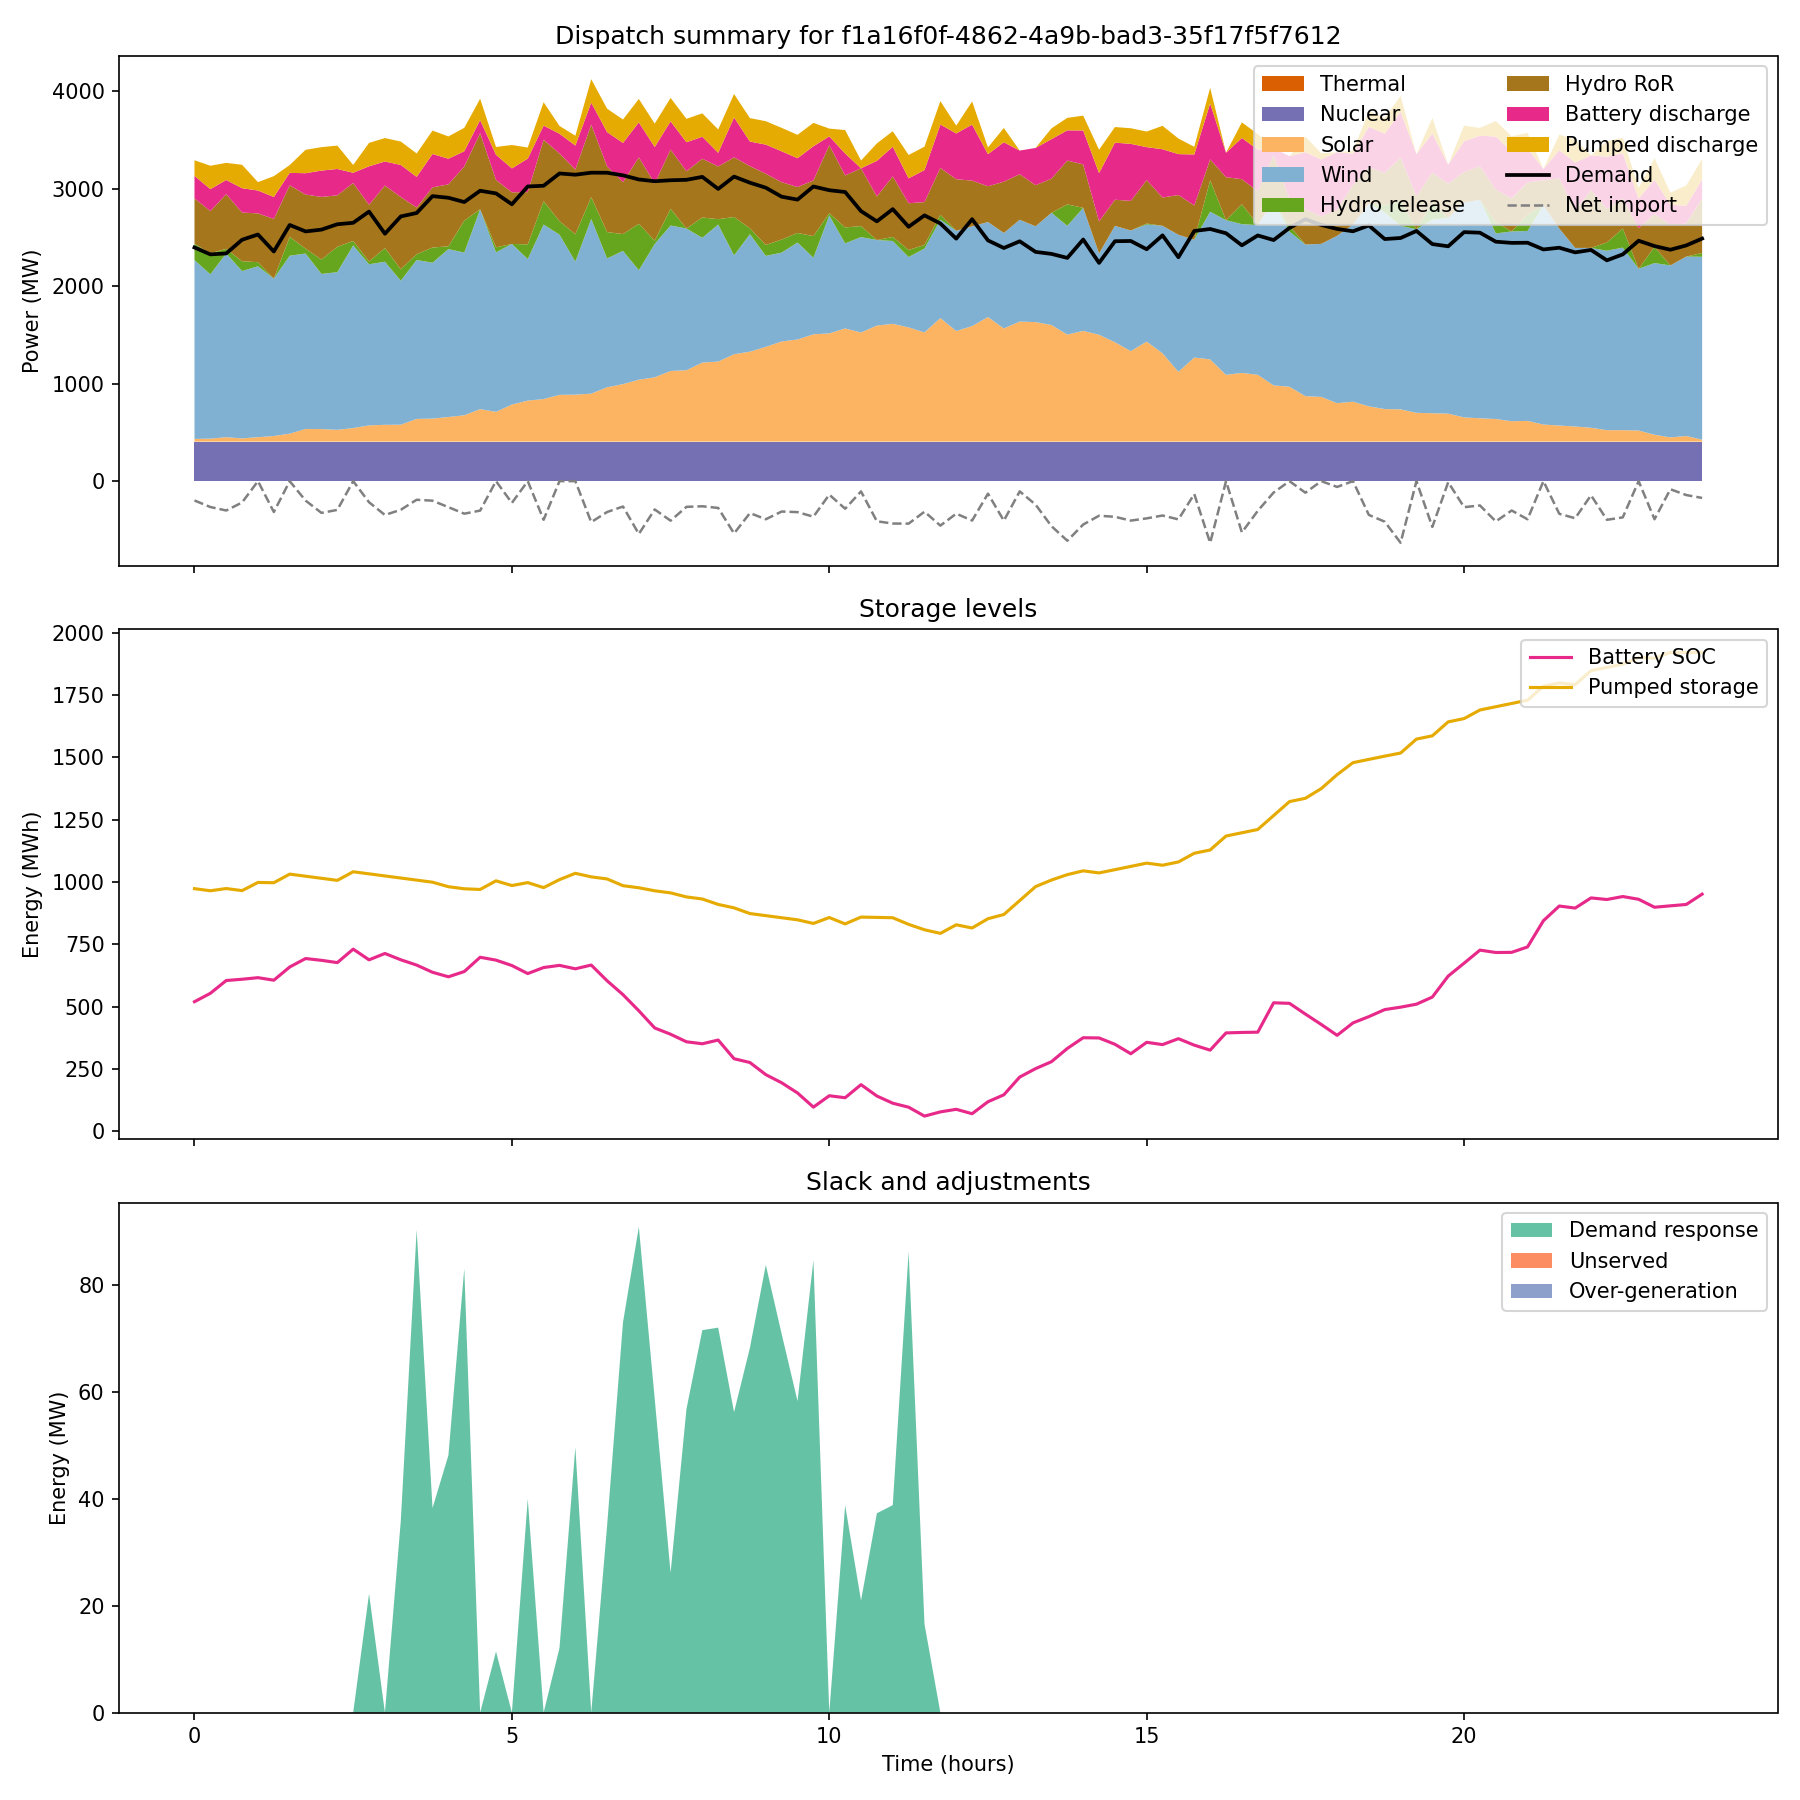 Dispatch summary for f1a16f0f-4862-4a9b-bad3-35f17f5f7612
Power (MW)
4000
3000
2000
1000
0
Thermal
Nuclear
Solar
Wind
Hydro release
Hydro RoR
Battery discharge
Pumped discharge
Demand
Net import
Storage levels
Energy (MWh)
2000
1750
1500
1250
1000
750
500
250
0
Battery SOC
Pumped storage
Slack and adjustments
Energy (MW)
80
60
40
20
0
Demand response
Unserved
Over-generation
0 5 10 15 20
Time (hours)